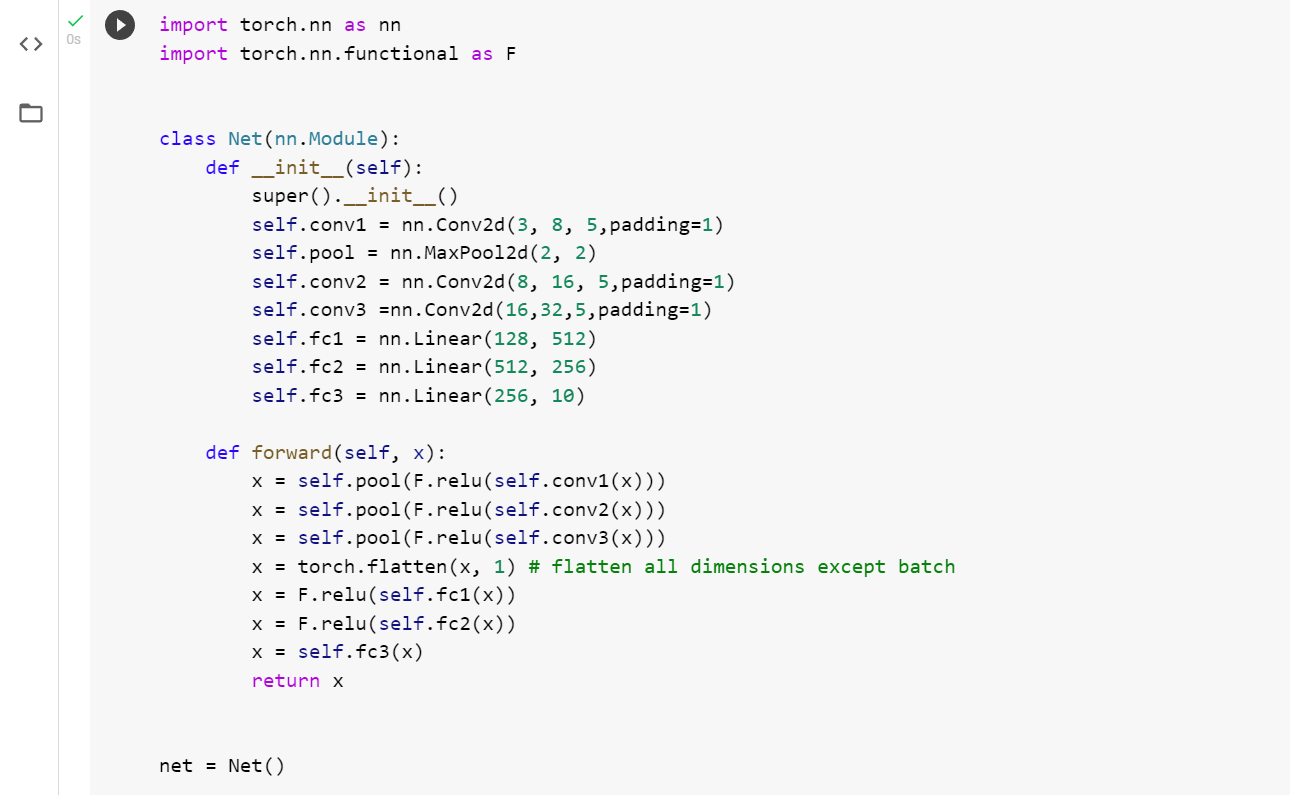 0s
import torch.nn as nn
import torch.nn.functional as F
class Net(nn.Module):
    def __init__(self):
        super().__init__()
        self.conv1 = nn.Conv2d(3, 8, 5,padding=1)
        self.pool = nn.MaxPool2d(2, 2)
        self.conv2 = nn.Conv2d(8, 16, 5,padding=1)
        self.conv3 =nn.Conv2d(16,32,5,padding=1)
        self.fc1 = nn.Linear(128, 512)
        self.fc2 = nn.Linear(512, 256)
        self.fc3 = nn.Linear(256, 10)
    def forward(self, x):
        x = self.pool(F.relu(self.conv1(x)))
        x = self.pool(F.relu(self.conv2(x)))
        x = self.pool(F.relu(self.conv3(x)))
        x = torch.flatten(x, 1) # flatten all dimensions except batch
        x = F.relu(self.fc1(x))
        x = F.relu(self.fc2(x))
        x = self.fc3(x)
        return x
net = Net()